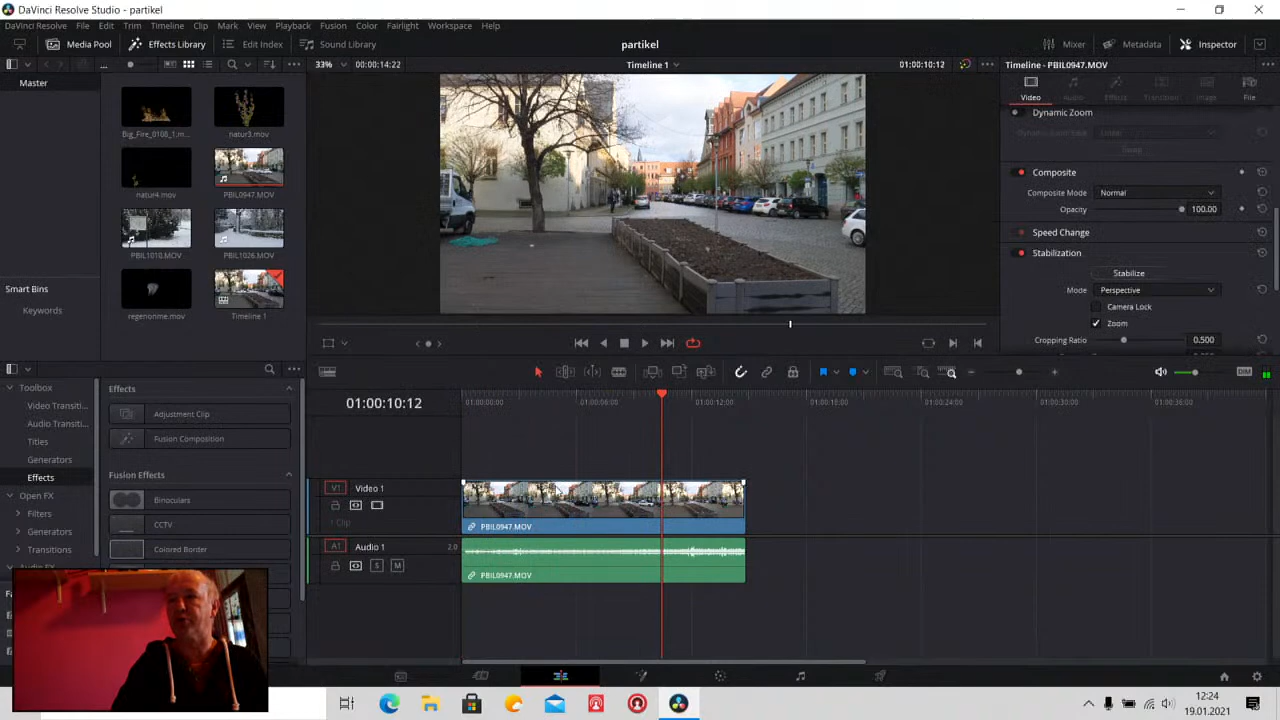 DaVinci Resolve Studio - partikel
DaVinci Resolve File Edit Trim Timeline Clip Mark View Playback Fusion Color Fairlight Workspace Help
Media Pool Effects Library Edit Index Sound Library partikel Mixer Metadata Inspector
33% 00:00:14:22 Timeline 1 01:00:10:12 Timeline - PBIL0947.MOV
Master
Big_Fire_0108_1.m...
natur3.mov
natur4.mov
PBIL0947.MOV
PBIL1010.MOV
PBIL1026.MOV
regenonme.mov
Timeline 1
Smart Bins
Keywords
Video Audio Effects Transition Image File
Dynamic Zoom
Dynamic Zoom Ease Linear
Composite
Composite Mode Normal
Opacity 100.00
Speed Change
Stabilization
Stabilize
Mode Perspective
Camera Lock
Zoom
Cropping Ratio 0.500
Toolbox
Video Transiti...
Audio Transiti...
Titles
Generators
Effects
Open FX
Filters
Generators
Transitions
Effects
Adjustment Clip
Fusion Composition
Fusion Effects
Binoculars
CCTV
Colored Border
DIM
01:00:10:12
01:00:00:00 01:00:06:00 01:00:12:00 01:00:18:00 01:00:24:00 01:00:30:00 01:00:36:00
V1 Video 1
1 Clip
PBIL0947.MOV
A1 Audio 1 2.0
S M
PBIL0947.MOV
12:24
19.01.2021